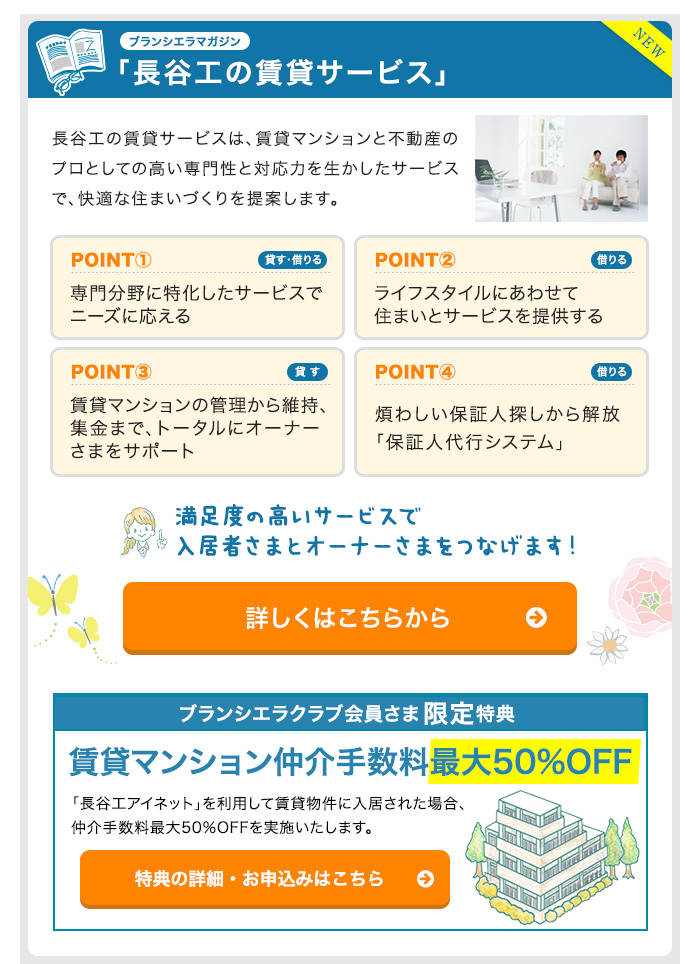 ブランシエラマガジン
NEW
「長谷工の賃貸サービス」
長谷工の賃貸サービスは、賃貸マンションと不動産の
プロとしての高い専門性と対応力を生かしたサービス
で、快適な住まいづくりを提案します。
POINT① 貸す・借りる
専門分野に特化したサービスで
ニーズに応える
POINT② 借りる
ライフスタイルにあわせて
住まいとサービスを提供する
POINT③ 貸す
賃貸マンションの管理から維持、
集金まで、トータルにオーナー
さまをサポート
POINT④ 借りる
煩わしい保証人探しから解放
「保証人代行システム」
満足度の高いサービスで
入居者さまとオーナーさまをつなげます!
詳しくはこちらから
ブランシエラクラブ会員さま限定特典
賃貸マンション仲介手数料最大50%OFF
「長谷工アイネット」を利用して賃貸物件に入居された場合、
仲介手数料最大50%OFFを実施いたします。
特典の詳細・お申込みはこちら